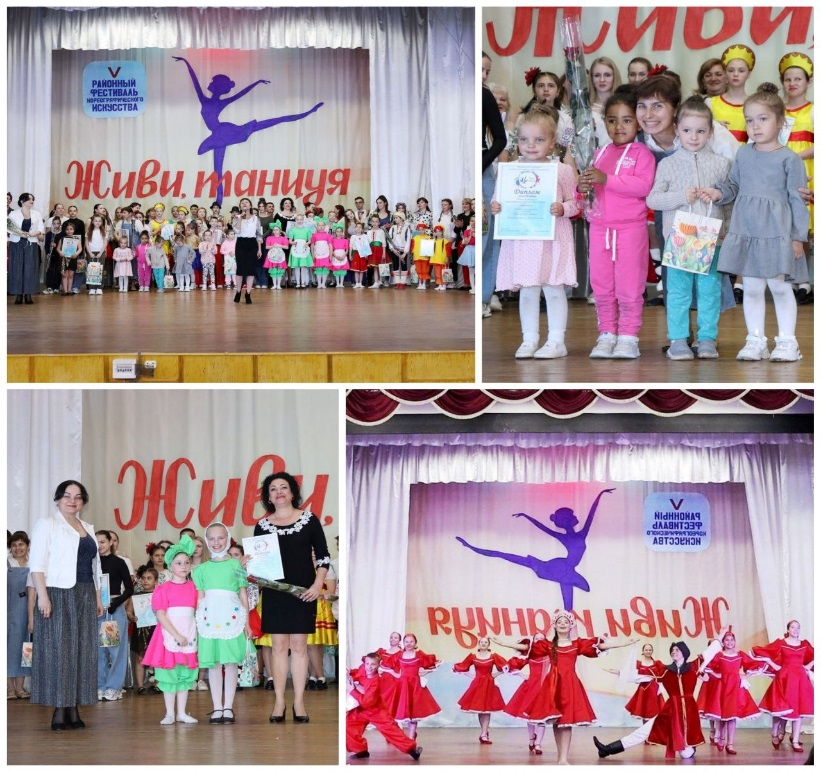 V
РАЙОННЫЙ
ФЕСТИВАЛЬ
ХОРЕОГРАФИЧЕСКОГО
ИСКУССТВА
Живи, танцуя
Живи,
Диплом
Живи,
V
РАЙОННЫЙ
ФЕСТИВАЛЬ
ХОРЕОГРАФИЧЕСКОГО
ИСКУССТВА
Живи, танцуя